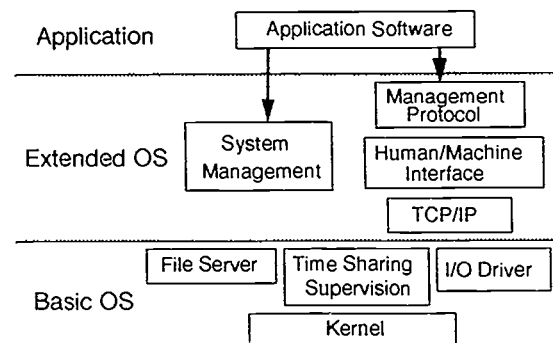 Application
Application Software
Management
Protocol
Extended OS
System
Management
Human/Machine
Interface
TCP/IP
File Server
Time Sharing
Supervision
I/O Driver
Basic OS
Kernel